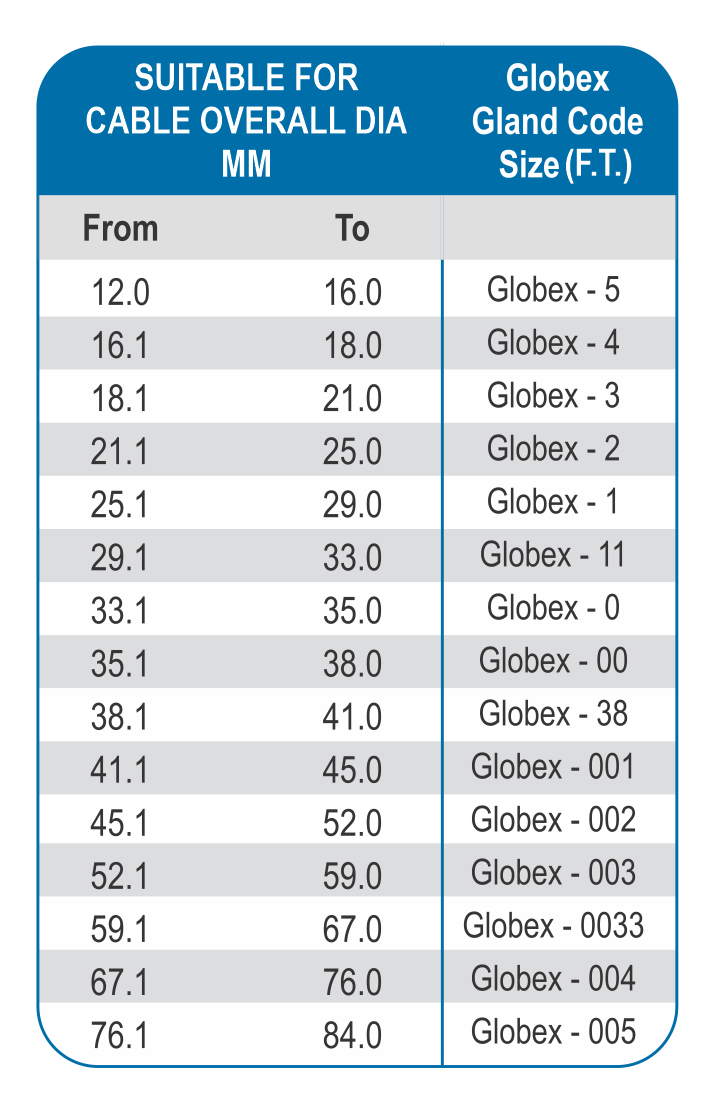 SUITABLE FOR
CABLE OVERALL DIA
MM
Globex
Gland Code
Size (F.T.)
From To
12.0 16.0 Globex - 5
16.1 18.0 Globex - 4
18.1 21.0 Globex - 3
21.1 25.0 Globex - 2
25.1 29.0 Globex - 1
29.1 33.0 Globex - 11
33.1 35.0 Globex - 0
35.1 38.0 Globex - 00
38.1 41.0 Globex - 38
41.1 45.0 Globex - 001
45.1 52.0 Globex - 002
52.1 59.0 Globex - 003
59.1 67.0 Globex - 0033
67.1 76.0 Globex - 004
76.1 84.0 Globex - 005